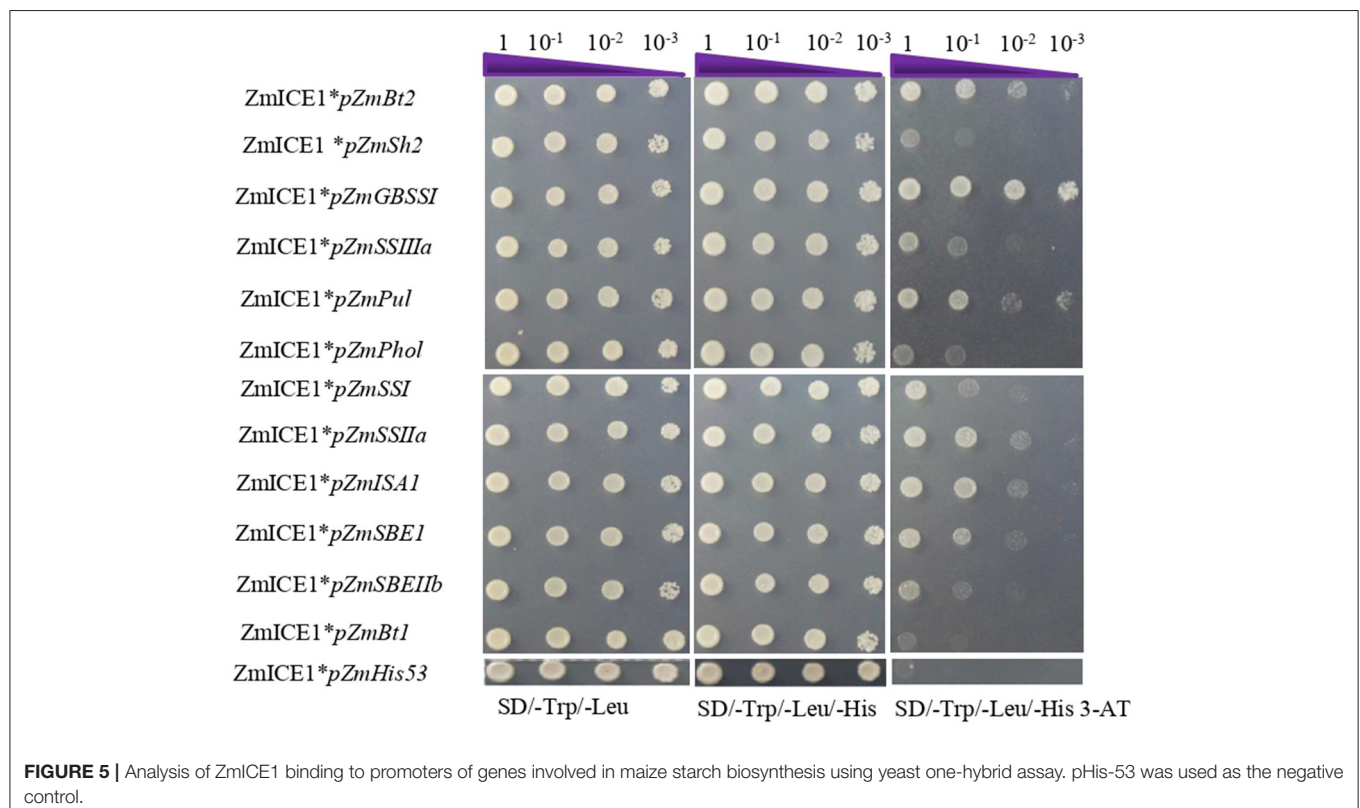 1 10-1 10-2 10-3 1 10-1 10-2 10-3 1 10-1 10-2 10-3
ZmICE1*pZmBt2
ZmICE1 *pZmSh2
ZmICE1*pZmGBSSI
ZmICE1*pZmSSIIIa
ZmICE1*pZmPul
ZmICE1*pZmPhol
ZmICE1*pZmSSI
ZmICE1*pZmSSIIa
ZmICE1*pZmISA1
ZmICE1*pZmSBE1
ZmICE1*pZmSBEIIb
ZmICE1*pZmBt1
ZmICE1*pZmHis53
SD/-Trp/-Leu SD/-Trp/-Leu/-His SD/-Trp/-Leu/-His 3-AT
FIGURE 5 | Analysis of ZmICE1 binding to promoters of genes involved in maize starch biosynthesis using yeast one-hybrid assay. pHis-53 was used as the negative
control.